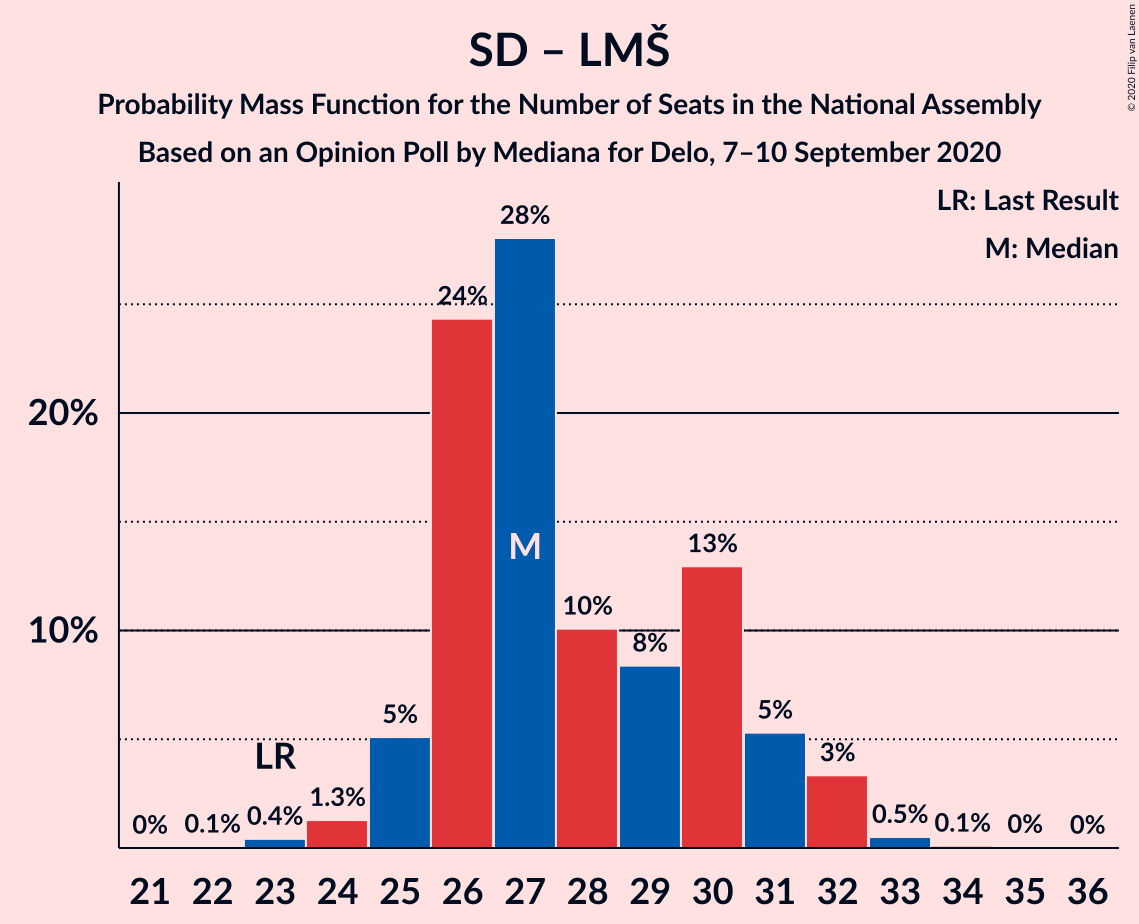 SD – LMŠ
Probability Mass Function for the Number of Seats in the National Assembly
Based on an Opinion Poll by Mediana for Delo, 7–10 September 2020
© 2020 Filip van Laenen
LR: Last Result
M: Median
20%
10%
0%
0.1%
0.4%
LR
1.3%
5%
24%
28%
M
10%
8%
13%
5%
3%
0.5%
0.1%
0%
0%
21 22 23 24 25 26 27 28 29 30 31 32 33 34 35 36